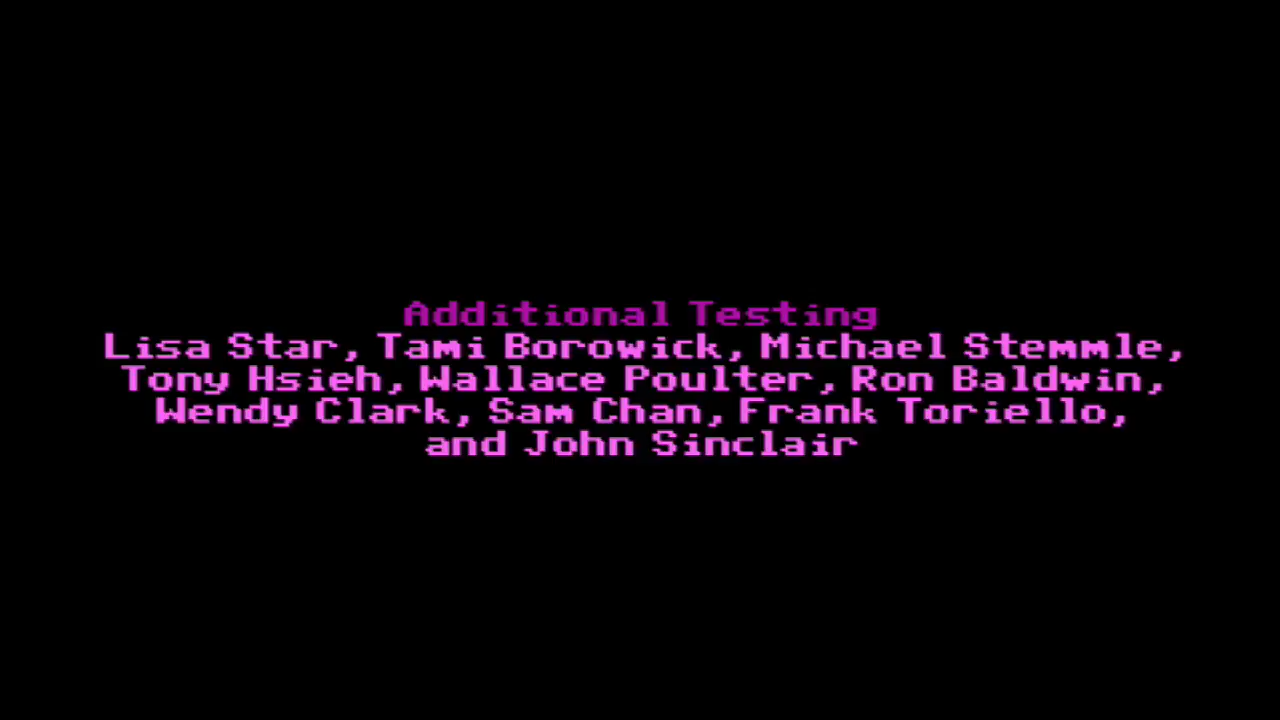 Additional Testing
Lisa Star, Tami Borowick, Michael Stemmle,
Tony Hsieh, Wallace Poulter, Ron Baldwin,
Wendy Clark, Sam Chan, Frank Toriello,
and John Sinclair